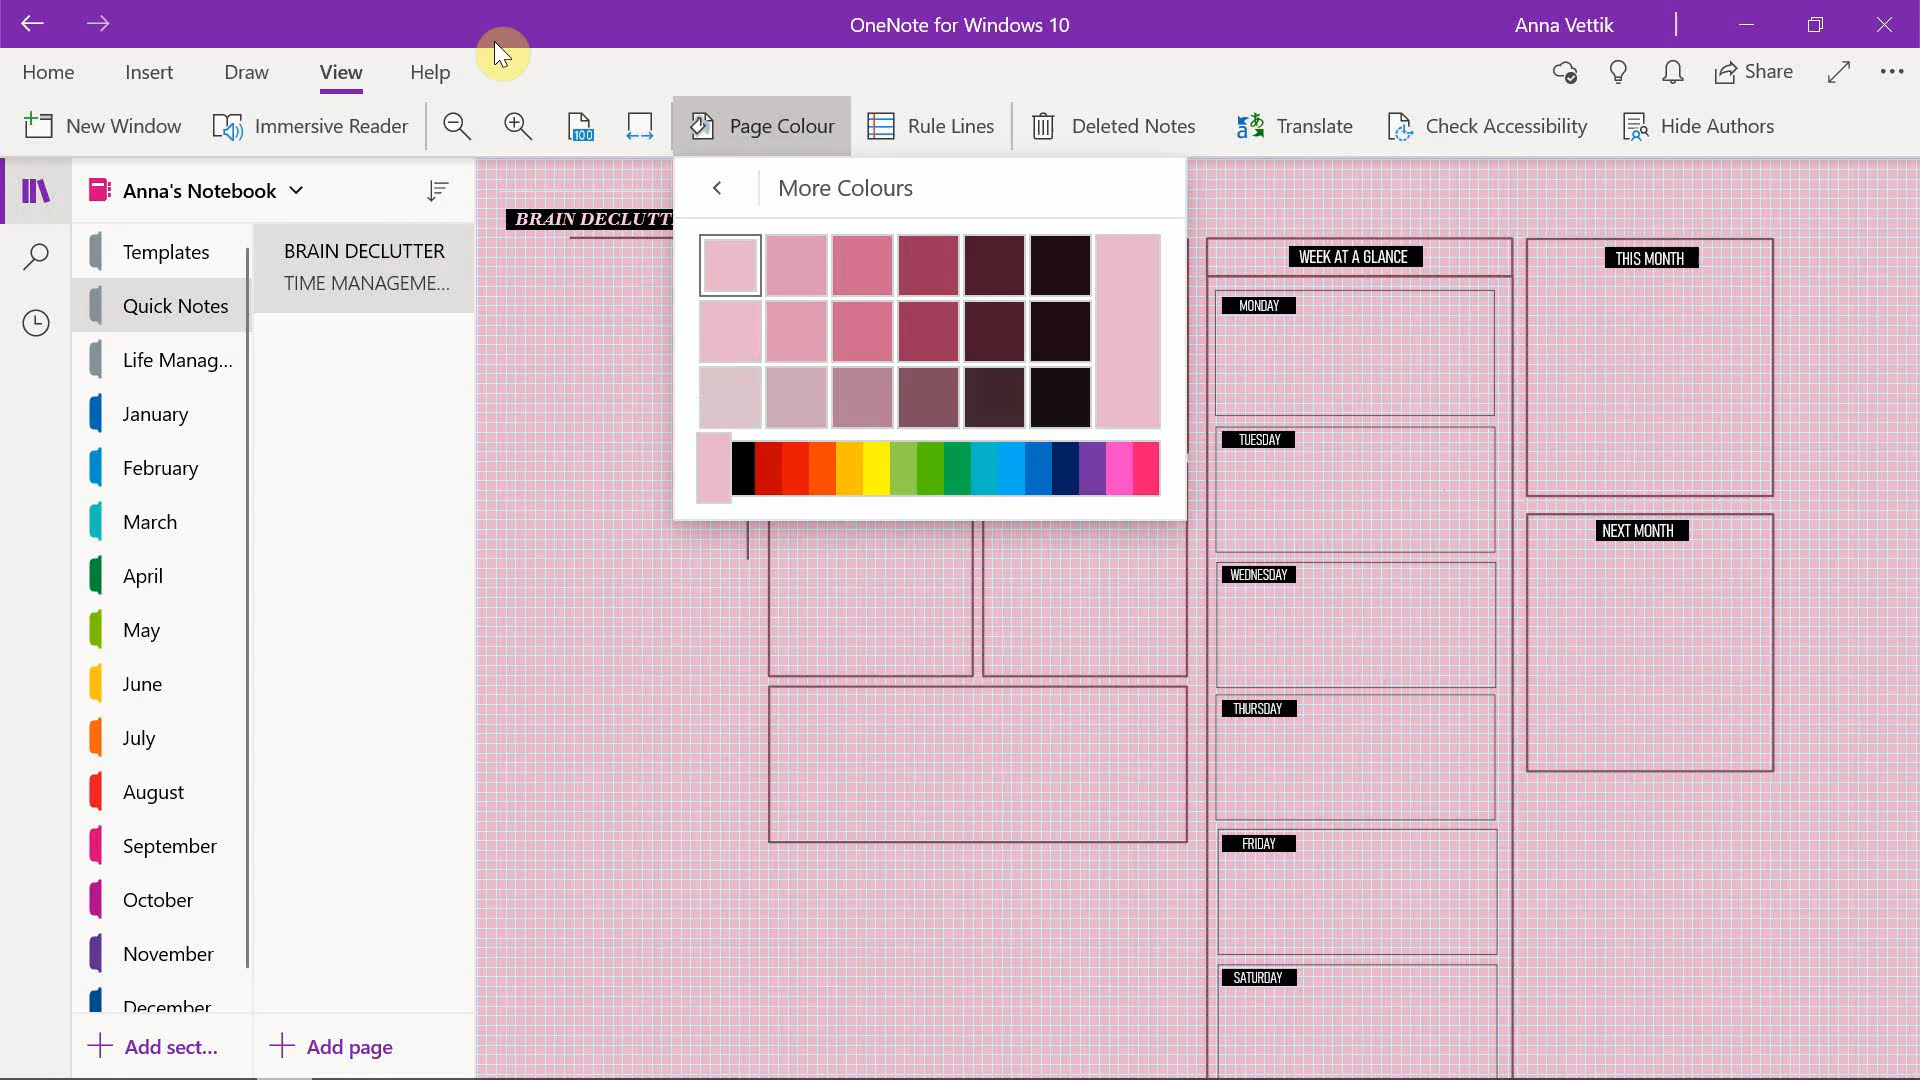 OneNote for Windows 10
Anna Vettik
Home
Insert
Draw
View
Help
Share
New Window
Immersive Reader
100
Page Colour
Rule Lines
Deleted Notes
Translate
Check Accessibility
Hide Authors
Anna's Notebook
More Colours
Templates
Quick Notes
Life Manag...
January
February
March
April
May
June
July
August
September
October
November
December
Add sect...
BRAIN DECLUTTER
TIME MANAGEME...
Add page
BRAIN DECLUTT
WEEK AT A GLANCE
MONDAY
TUESDAY
WEDNESDAY
THURSDAY
FRIDAY
SATURDAY
THIS MONTH
NEXT MONTH